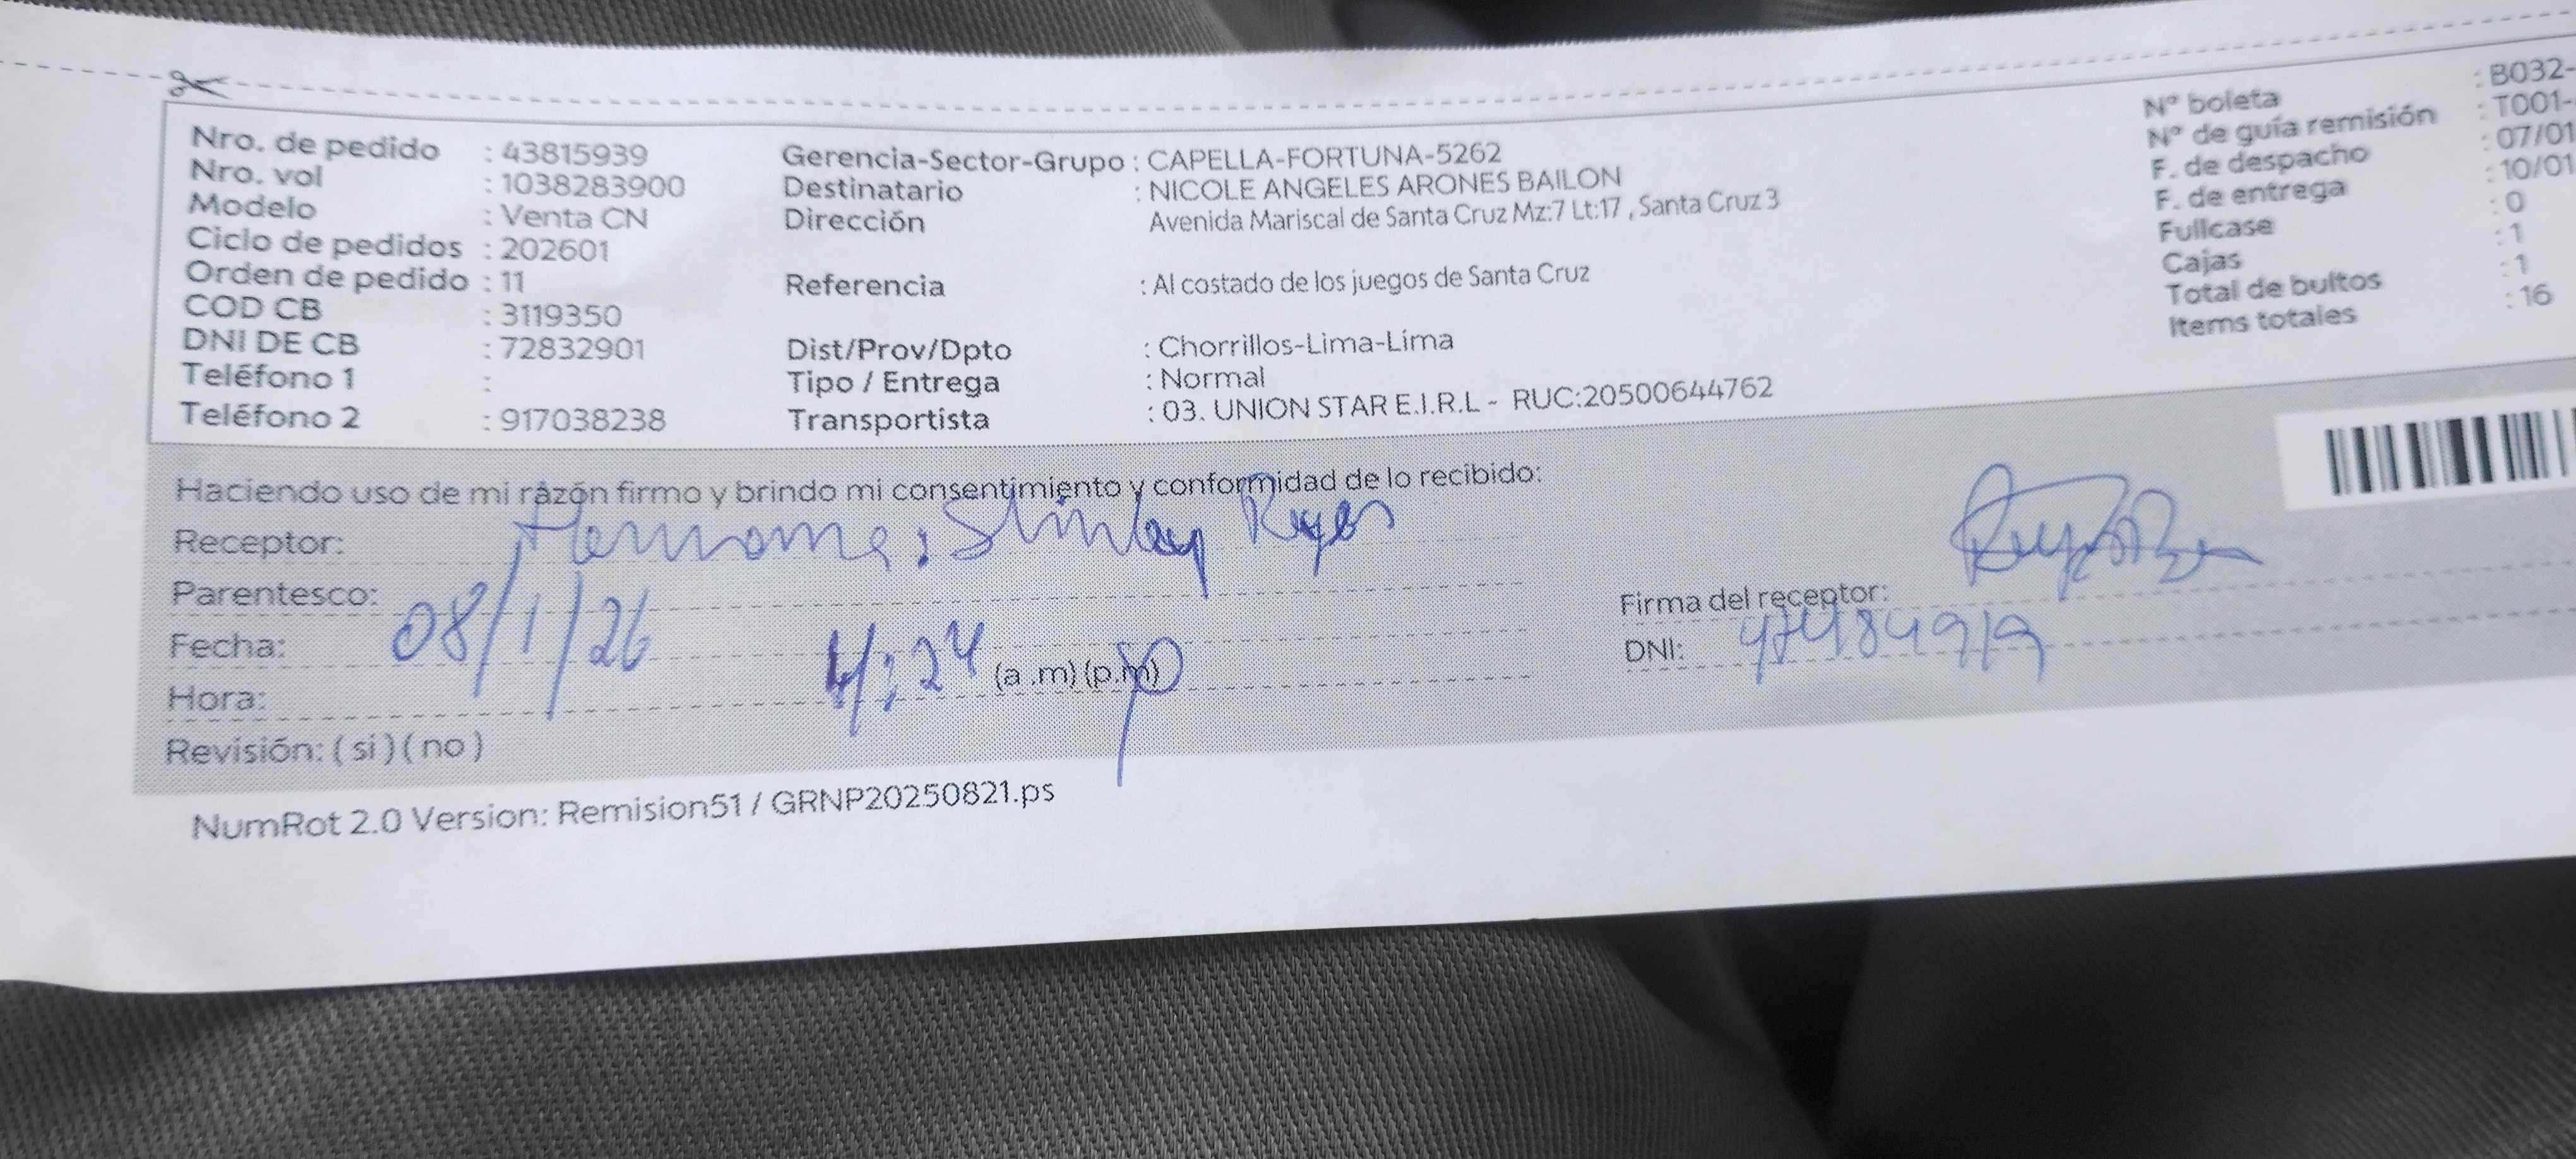 Nro. de pedido : 43815939
Nro. vol : 1038283900
Modelo : Venta CN
Ciclo de pedidos : 202601
Orden de pedido : 11
COD CB : 3119350
DNI DE CB : 72832901
Teléfono 1 :
Teléfono 2 : 917038238
Gerencia-Sector-Grupo : CAPELLA-FORTUNA-5262
Destinatario : NICOLE ANGELES ARONES BAILON
Dirección Avenida Mariscal de Santa Cruz Mz:7 Lt:17 , Santa Cruz 3
Referencia : Al costado de los juegos de Santa Cruz
Dist/Prov/Dpto : Chorrillos-Lima-Lima
Tipo / Entrega : Normal
Transportista : 03. UNION STAR E.I.R.L - RUC:20500644762
N° boleta : B032-
N° de guía remisión : T001-
F. de despacho : 07/01
F. de entrega : 10/01
Fullcase : 0
Cajas : 1
Total de bultos : 1
Items totales : 16
Haciendo uso de mi razón firmo y brindo mi consentimiento y conformidad de lo recibido:
Receptor: Hermana: Reyes
Parentesco:
Fecha: 08/1/26
Hora: 4:24 (a .m) (p.m) p
Revisión: ( si ) ( no )
Firma del receptor:
DNI:
NumRot 2.0 Version: Remision51 / GRNP20250821.ps